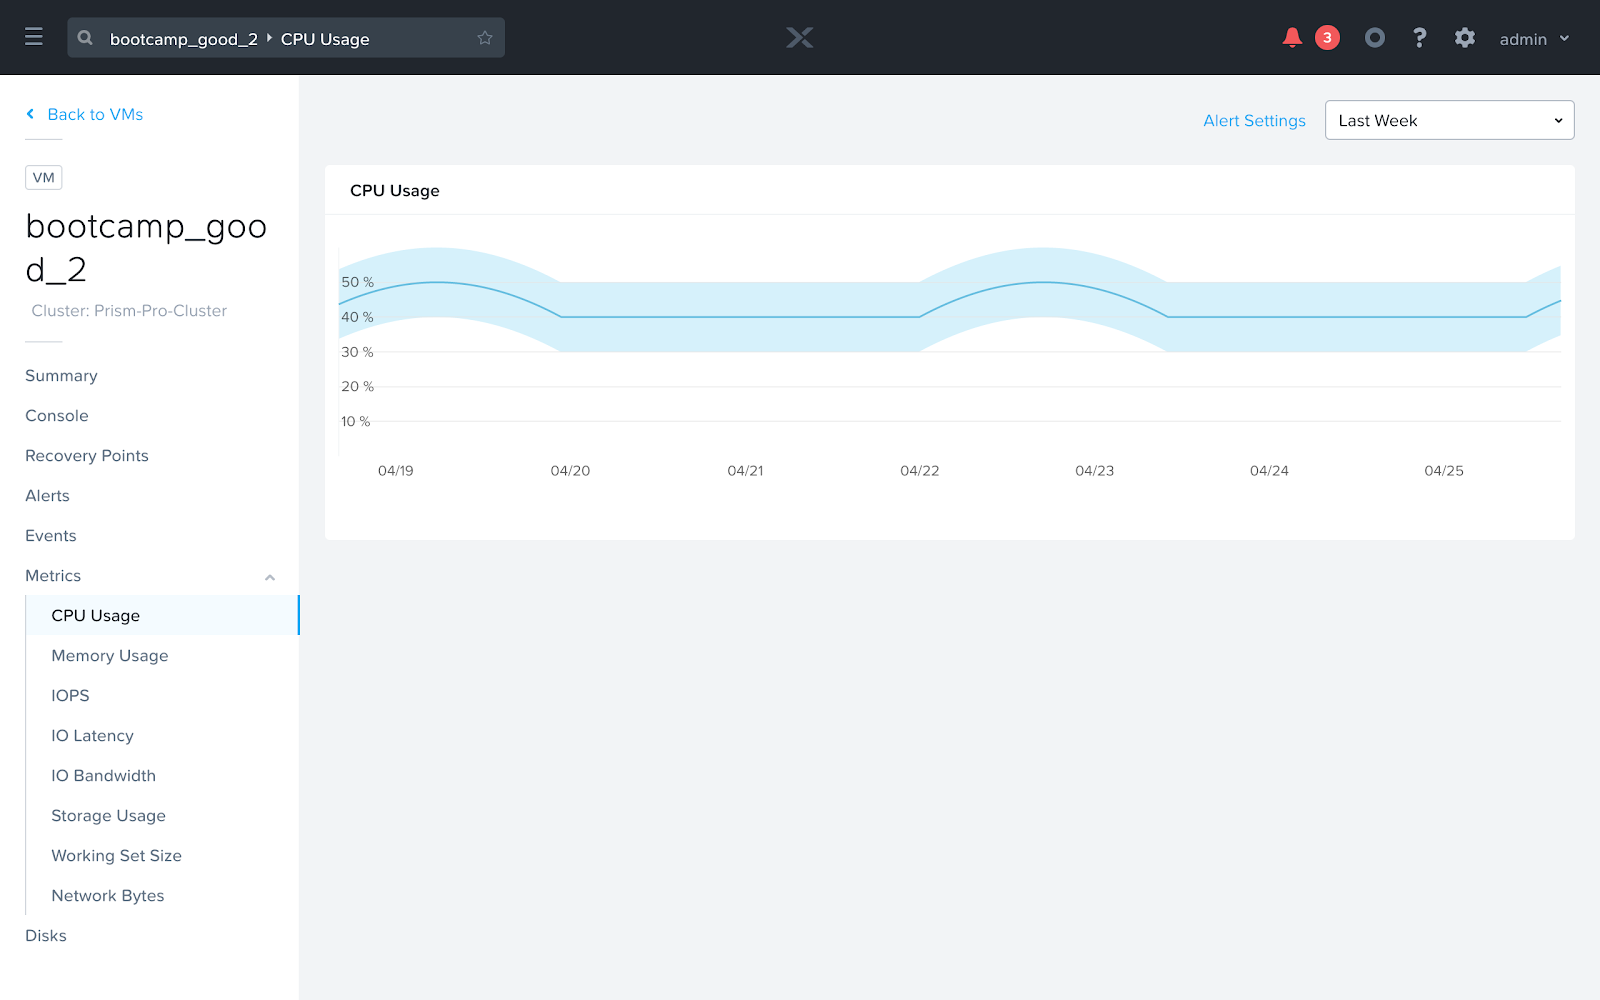 bootcamp_good_2 CPU Usage
3
?
admin
Back to VMs
VM
bootcamp_goo
d_2
Cluster: Prism-Pro-Cluster
Summary
Console
Recovery Points
Alerts
Events
Metrics
CPU Usage
Memory Usage
IOPS
IO Latency
IO Bandwidth
Storage Usage
Working Set Size
Network Bytes
Disks
Alert Settings
Last Week
CPU Usage
50 %
40 %
30 %
20 %
10 %
04/19 04/20 04/21 04/22 04/23 04/24 04/25